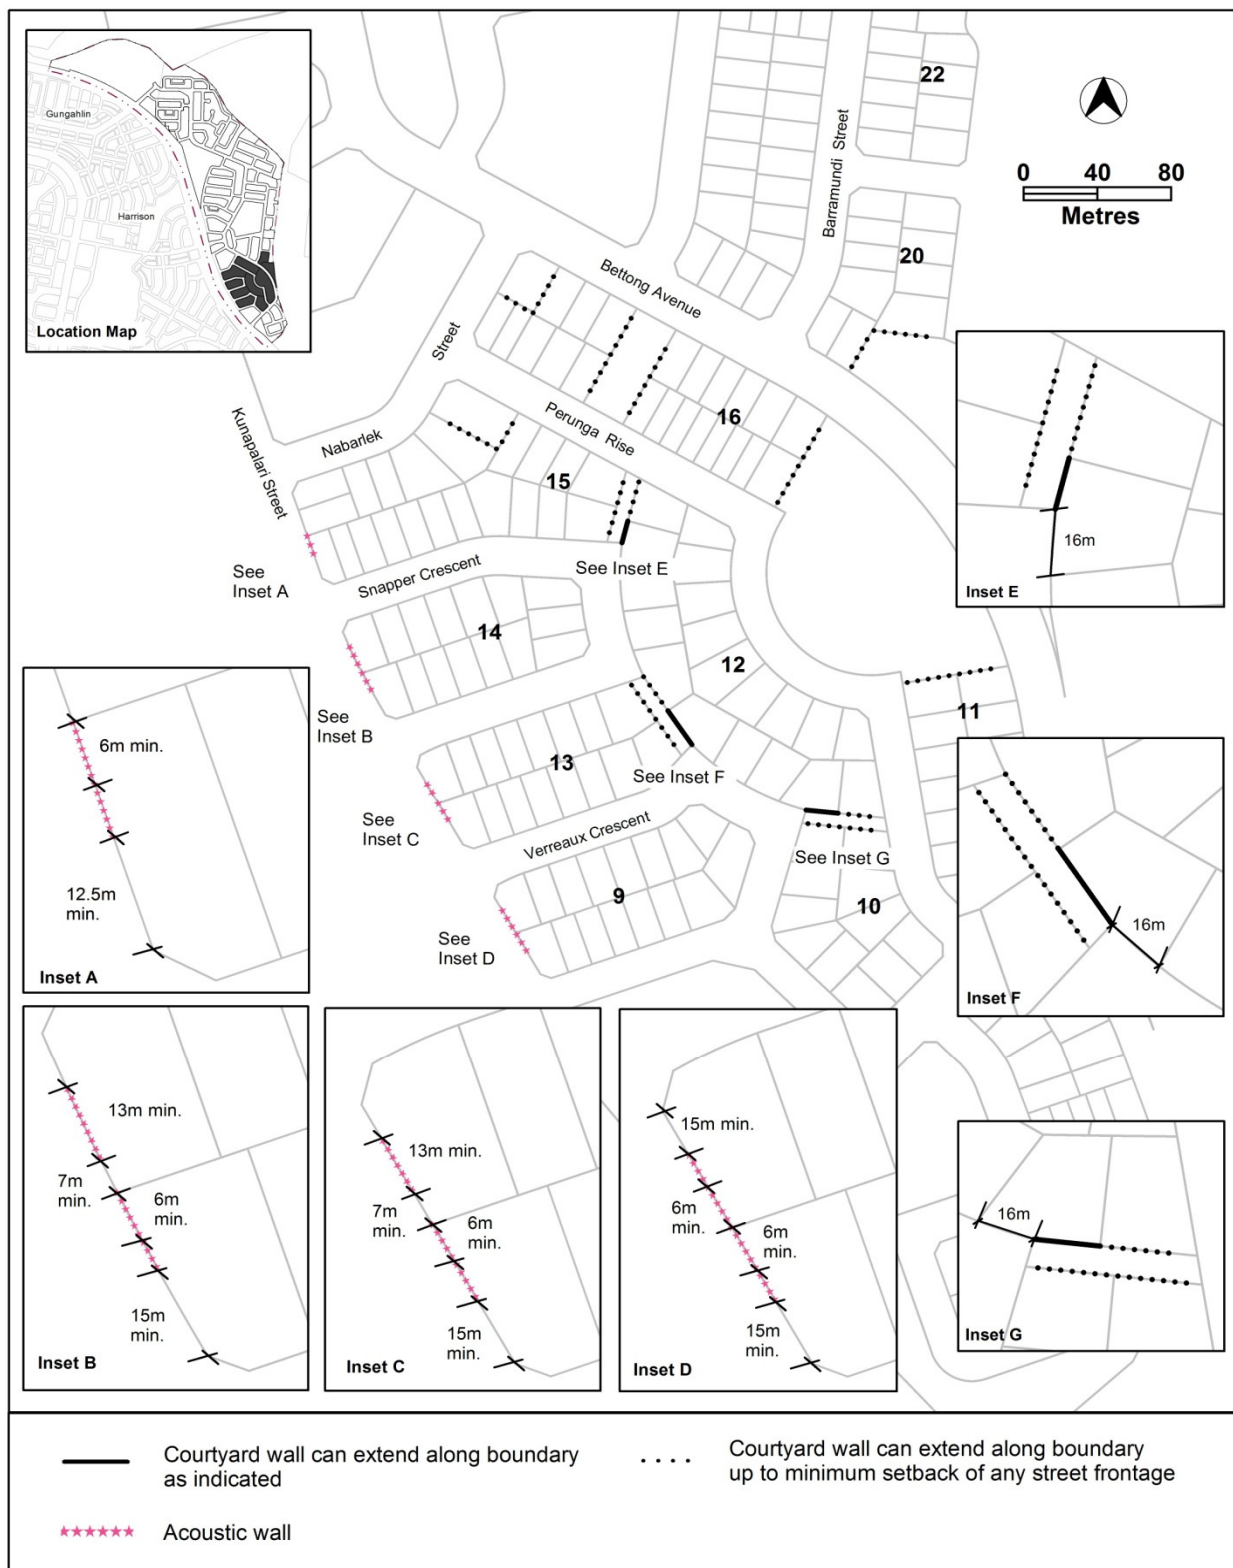 Gungahlin
Harrison
Location Map
22
Barramundi Street
0 40 80
Metres
20
Bettong Avenue
Street
Perunga Rise
16
Nabarlek
Kunapalari Street
15
See
Inset A
Snapper Crescent
See Inset E
14
12
See
Inset B
11
13
See Inset F
See
Inset C
Verreaux Crescent
See Inset G
9
10
See
Inset D
16m
Inset E
6m min.
12.5m
min.
Inset A
16m
Inset F
13m min.
7m
min.
6m
min.
15m
min.
Inset B
13m min.
7m
min.
6m
min.
15m
min.
Inset C
15m min.
6m
min.
6m
min.
15m
min.
Inset D
16m
Inset G
Courtyard wall can extend along boundary
as indicated
Courtyard wall can extend along boundary
up to minimum setback of any street frontage
Acoustic wall